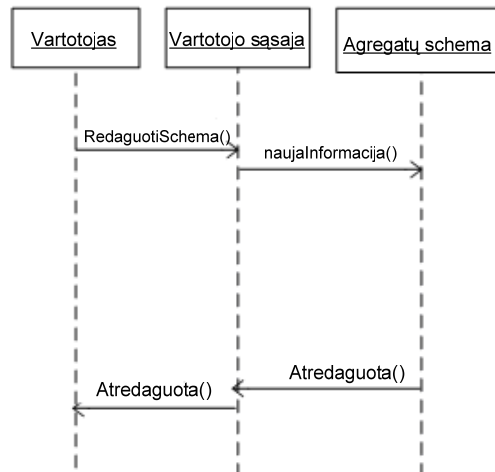 Vartotojas
Vartotojo sąsaja
Agregatų schema
RedaguotiSchema()
naujaInformacija()
Atredaguota()
Atredaguota()